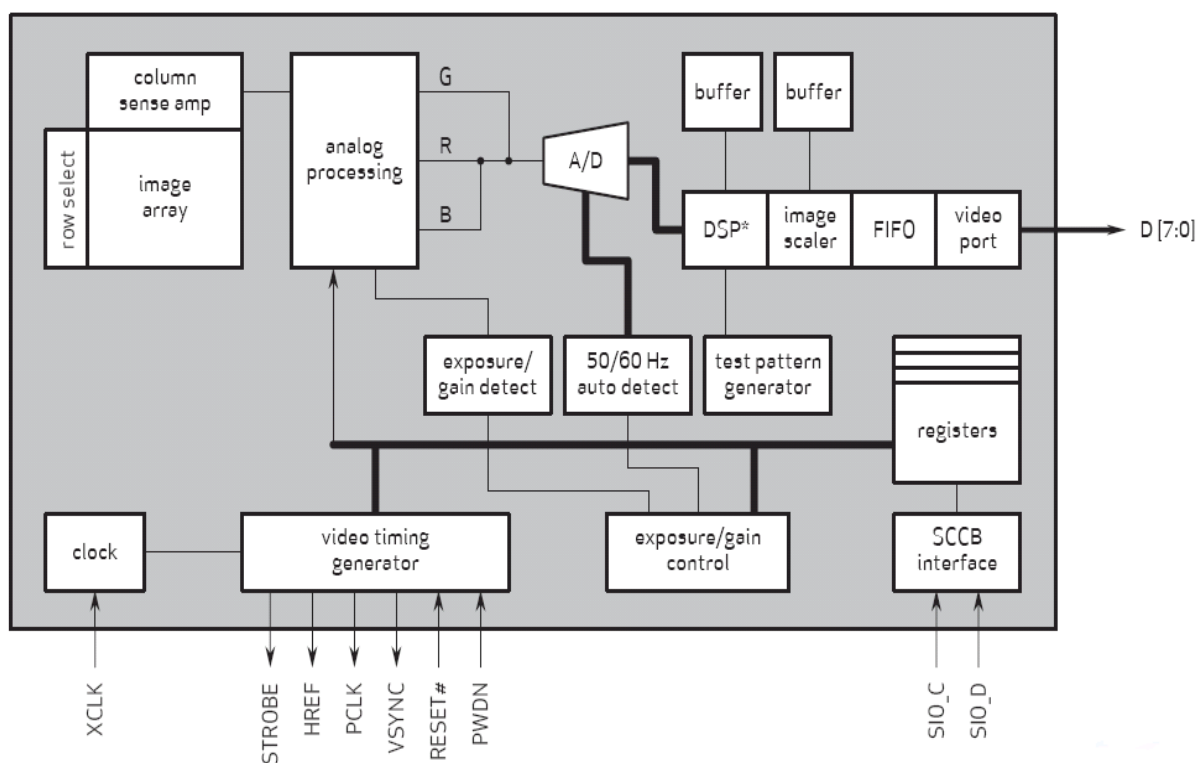 column
sense amp
row select
image
array
analog
processing
G
R
B
A/D
buffer
buffer
DSP*
image
scaler
FIFO
video
port
D [7:0]
exposure/
gain detect
50/60 Hz
auto detect
test pattern
generator
registers
clock
video timing
generator
exposure/gain
control
SCCB
interface
XCLK
STROBE
HREF
PCLK
VSYNC
RESET#
PWDN
SIO_C
SIO_D